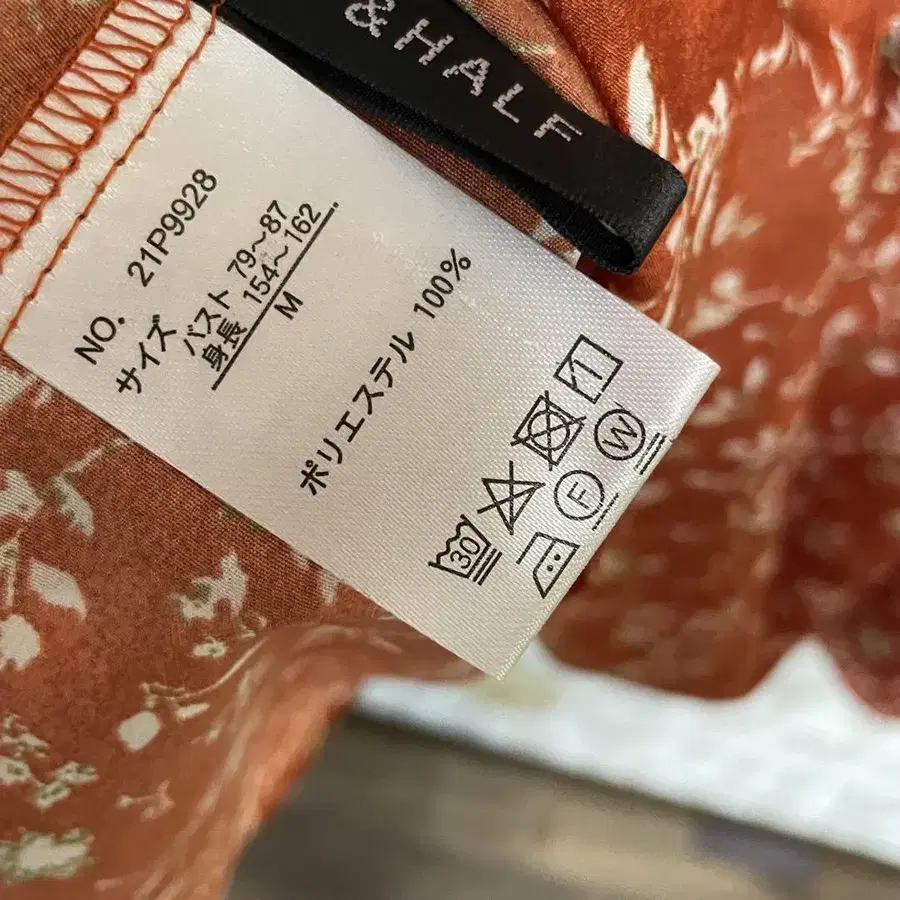 &HALF
NO. 21P9928
サイズ バスト 79～87
身長 154～162
M
ポリエステル 100%
30
W
F